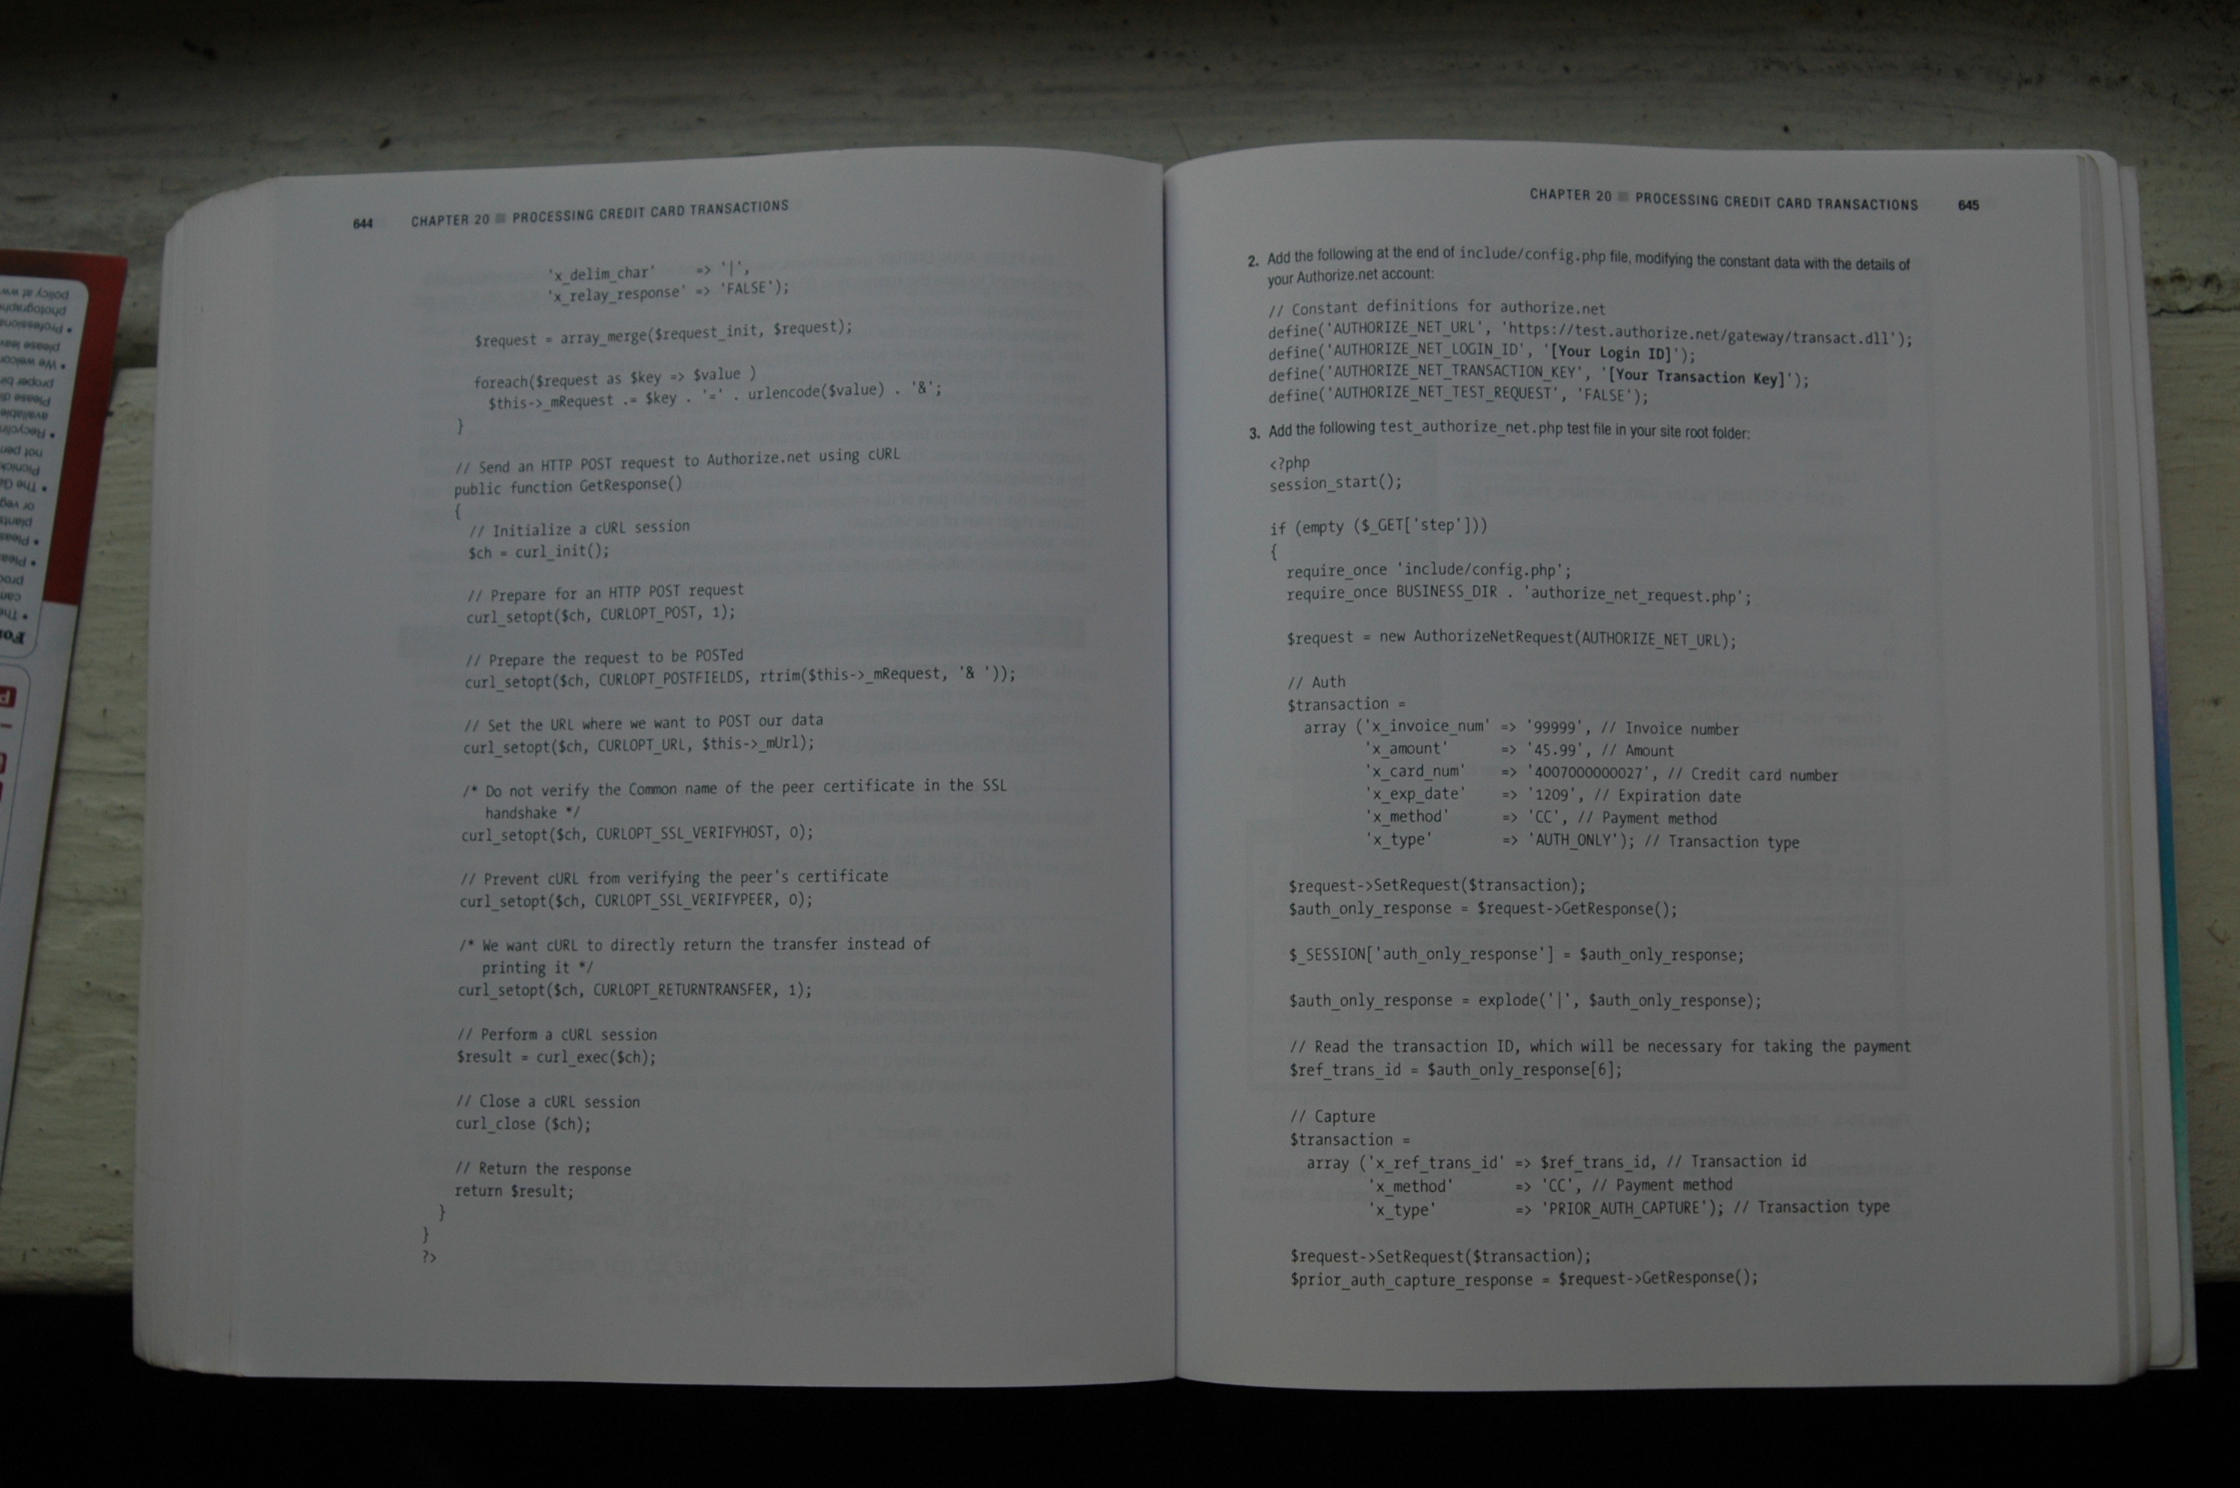 644 CHAPTER 20 ■ PROCESSING CREDIT CARD TRANSACTIONS
'x_delim_char' => '|',
'x_relay_response' => 'FALSE');
$request = array_merge($request_init, $request);
foreach($request as $key => $value )
$this->_mRequest .= $key . '=' . urlencode($value) . '&';
}
// Send an HTTP POST request to Authorize.net using cURL
public function GetResponse()
{
// Initialize a cURL session
$ch = curl_init();
// Prepare for an HTTP POST request
curl_setopt($ch, CURLOPT_POST, 1);
// Prepare the request to be POSTed
curl_setopt($ch, CURLOPT_POSTFIELDS, rtrim($this->_mRequest, '& '));
// Set the URL where we want to POST our data
curl_setopt($ch, CURLOPT_URL, $this->_mUrl);
/* Do not verify the Common name of the peer certificate in the SSL
handshake */
curl_setopt($ch, CURLOPT_SSL_VERIFYHOST, 0);
// Prevent cURL from verifying the peer's certificate
curl_setopt($ch, CURLOPT_SSL_VERIFYPEER, 0);
/* We want cURL to directly return the transfer instead of
printing it */
curl_setopt($ch, CURLOPT_RETURNTRANSFER, 1);
// Perform a cURL session
$result = curl_exec($ch);
// Close a cURL session
curl_close ($ch);
// Return the response
return $result;
}
}
?>
CHAPTER 20 ■ PROCESSING CREDIT CARD TRANSACTIONS 645
2. Add the following at the end of include/config.php file, modifying the constant data with the details of
your Authorize.net account:
// Constant definitions for authorize.net
define('AUTHORIZE_NET_URL', 'https://test.authorize.net/gateway/transact.dll');
define('AUTHORIZE_NET_LOGIN_ID', '[Your Login ID]');
define('AUTHORIZE_NET_TRANSACTION_KEY', '[Your Transaction Key]');
define('AUTHORIZE_NET_TEST_REQUEST', 'FALSE');
3. Add the following test_authorize_net.php test file in your site root folder:
<?php
session_start();
if (empty ($_GET['step']))
{
require_once 'include/config.php';
require_once BUSINESS_DIR . 'authorize_net_request.php';
$request = new AuthorizeNetRequest(AUTHORIZE_NET_URL);
// Auth
$transaction =
array ('x_invoice_num' => '99999', // Invoice number
'x_amount' => '45.99', // Amount
'x_card_num' => '4007000000027', // Credit card number
'x_exp_date' => '1209', // Expiration date
'x_method' => 'CC', // Payment method
'x_type' => 'AUTH_ONLY'); // Transaction type
$request->SetRequest($transaction);
$auth_only_response = $request->GetResponse();
$_SESSION['auth_only_response'] = $auth_only_response;
$auth_only_response = explode('|', $auth_only_response);
// Read the transaction ID, which will be necessary for taking the payment
$ref_trans_id = $auth_only_response[6];
// Capture
$transaction =
array ('x_ref_trans_id' => $ref_trans_id, // Transaction id
'x_method' => 'CC', // Payment method
'x_type' => 'PRIOR_AUTH_CAPTURE'); // Transaction type
$request->SetRequest($transaction);
$prior_auth_capture_response = $request->GetResponse();